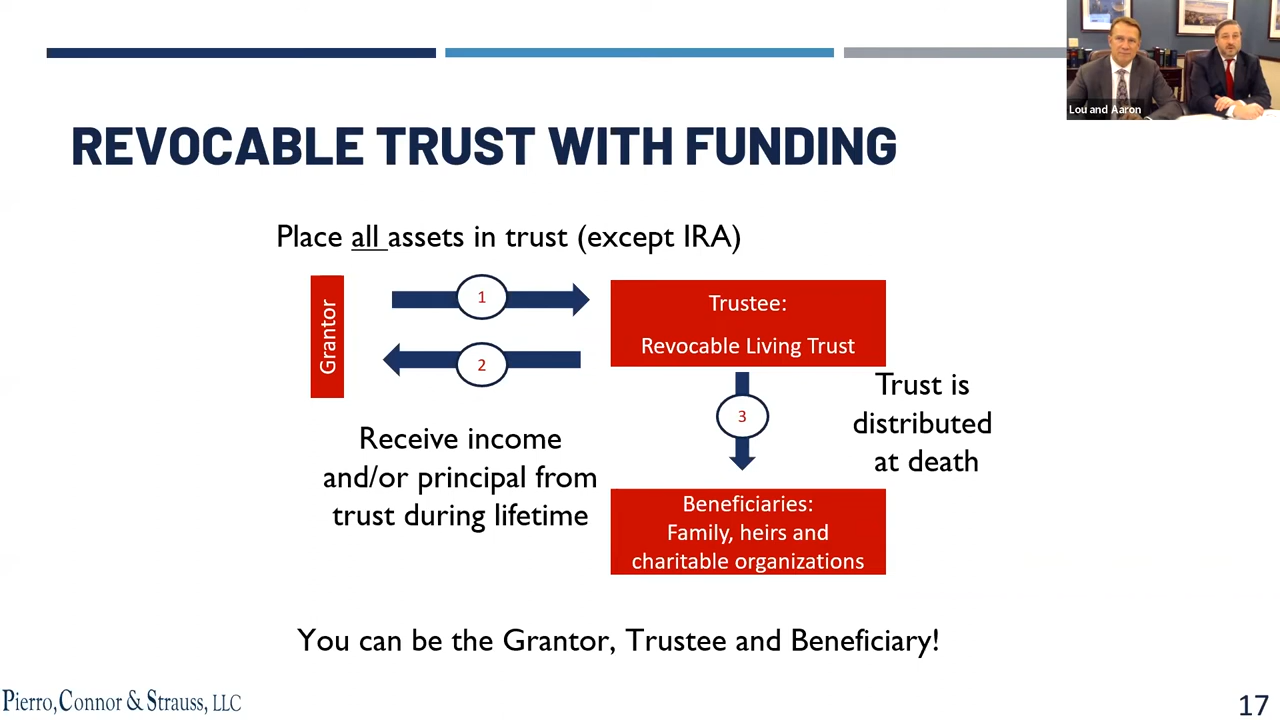 Lou and Aaron
REVOCABLE TRUST WITH FUNDING
Place all assets in trust (except IRA)
Grantor
1
2
Trustee:
Revocable Living Trust
3
Trust is
distributed
at death
Receive income
and/or principal from
trust during lifetime
Beneficiaries:
Family, heirs and
charitable organizations
You can be the Grantor, Trustee and Beneficiary!
Pierro, Connor & Strauss, LLC
17